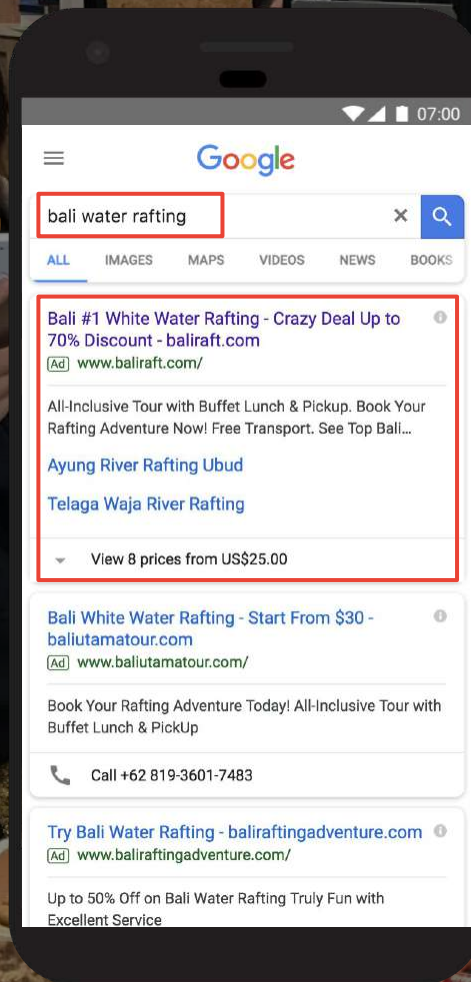 07:00
Google
bali water rafting
ALL IMAGES MAPS VIDEOS NEWS BOOKS
Bali #1 White Water Rafting - Crazy Deal Up to
70% Discount - baliraft.com
Ad www.baliraft.com/
All-Inclusive Tour with Buffet Lunch & Pickup. Book Your
Rafting Adventure Now! Free Transport. See Top Bali...
Ayung River Rafting Ubud
Telaga Waja River Rafting
View 8 prices from US$25.00
Bali White Water Rafting - Start From $30 -
baliutamatour.com
Ad www.baliutamatour.com/
Book Your Rafting Adventure Today! All-Inclusive Tour with
Buffet Lunch & PickUp
Call +62 819-3601-7483
Try Bali Water Rafting - baliraftingadventure.com
Ad www.baliraftingadventure.com/
Up to 50% Off on Bali Water Rafting Truly Fun with
Excellent Service